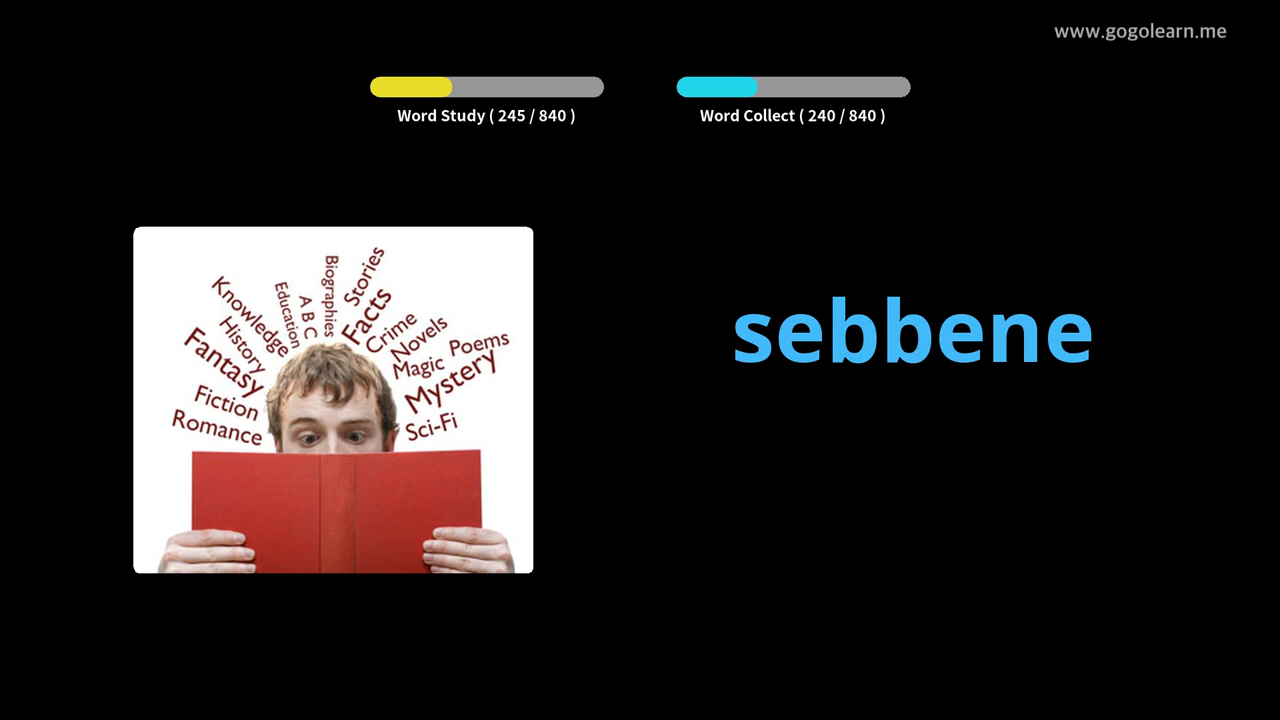 www.gogolearn.me
Word Study ( 245 / 840 )
Word Collect ( 240 / 840 )
sebbene
Knowledge
History
Fantasy
Fiction
Romance
Education
A B C
Biographies
Stories
Facts
Crime
Novels
Magic
Poems
Mystery
Sci-Fi